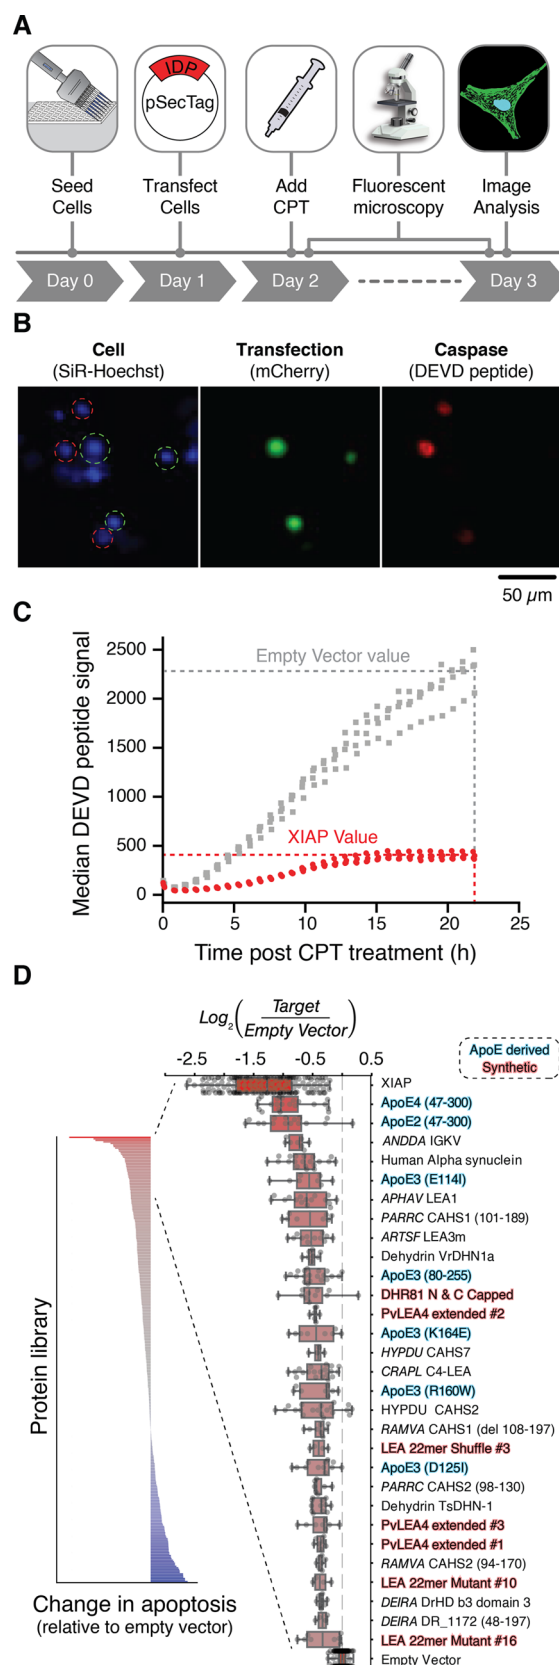 A
IDP
pSecTag
Seed
Cells
Transfect
Cells
Add
CPT
Fluorescent
microscopy
Image
Analysis
Day 0
Day 1
Day 2
Day 3
B
Cell
(SiR-Hoechst)
Transfection
(mCherry)
Caspase
(DEVD peptide)
50 µm
C
Median DEVD peptide signal
2500
2000
1500
1000
500
0
Empty Vector value
XIAP Value
0 5 10 15 20 25
Time post CPT treatment (h)
D
Log2(Target/Empty Vector)
-2.5 -1.5 -0.5 0.5
ApoE derived
Synthetic
XIAP
ApoE4 (47-300)
ApoE2 (47-300)
ANDDA IGKV
Human Alpha synuclein
ApoE3 (E114I)
APHAV LEA1
PARRC CAHS1 (101-189)
ARTSF LEA3m
Dehydrin VrDHN1a
ApoE3 (80-255)
DHR81 N & C Capped
PvLEA4 extended #2
ApoE3 (K164E)
HYPDU CAHS7
CRAPL C4-LEA
ApoE3 (R160W)
HYPDU CAHS2
RAMVA CAHS1 (del 108-197)
LEA 22mer Shuffle #3
ApoE3 (D125I)
PARRC CAHS2 (98-130)
Dehydrin TsDHN-1
PvLEA4 extended #3
PvLEA4 extended #1
RAMVA CAHS2 (94-170)
LEA 22mer Mutant #10
DEIRA DrHD b3 domain 3
DEIRA DR_1172 (48-197)
LEA 22mer Mutant #16
Empty Vector
Protein library
Change in apoptosis
(relative to empty vector)